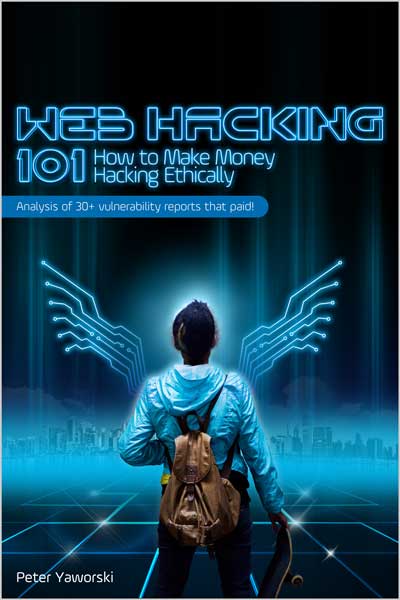 WEB HACKING
101 How to Make Money
Hacking Ethically
Analysis of 30+ vulnerability reports that paid!
Peter Yaworski